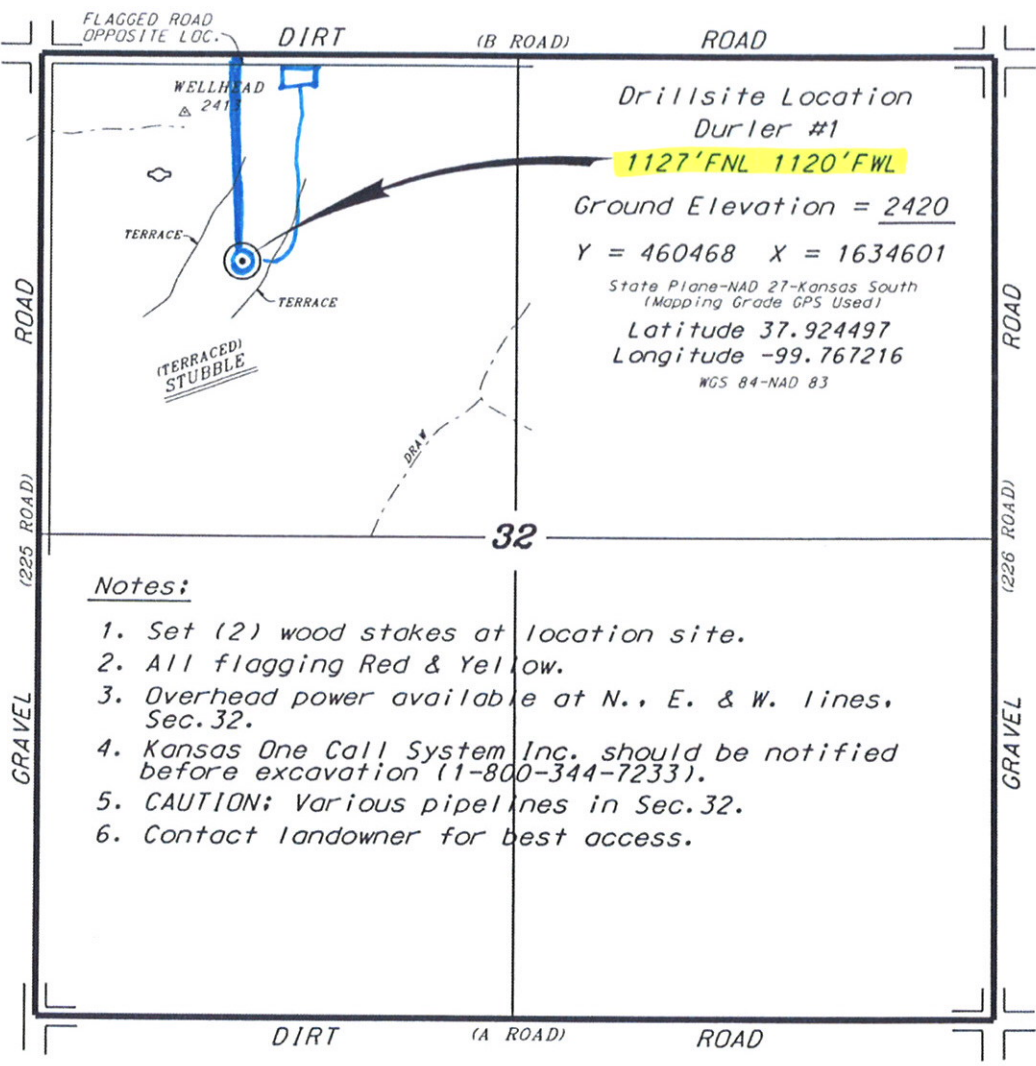 FLAGGED ROAD
OPPOSITE LOC.
DIRT (B ROAD) ROAD
WELLHEAD
2413
Drillsite Location
Durler #1
1127'FNL 1120'FWL
Ground Elevation = 2420
Y = 460468 X = 1634601
State Plane-NAD 27-Kansas South
(Mapping Grade GPS Used)
Latitude 37.924497
Longitude -99.767216
WGS 84-NAD 83
TERRACE
TERRACE
(TERRACED)
STUBBLE
DRAW
GRAVEL (225 ROAD) ROAD
GRAVEL (226 ROAD) ROAD
32
Notes:
1. Set (2) wood stakes at location site.
2. All flagging Red & Yellow.
3. Overhead power available at N., E. & W. lines,
Sec.32.
4. Kansas One Call System Inc. should be notified
before excavation (1-800-344-7233).
5. CAUTION: Various pipelines in Sec.32.
6. Contact landowner for best access.
DIRT (A ROAD) ROAD